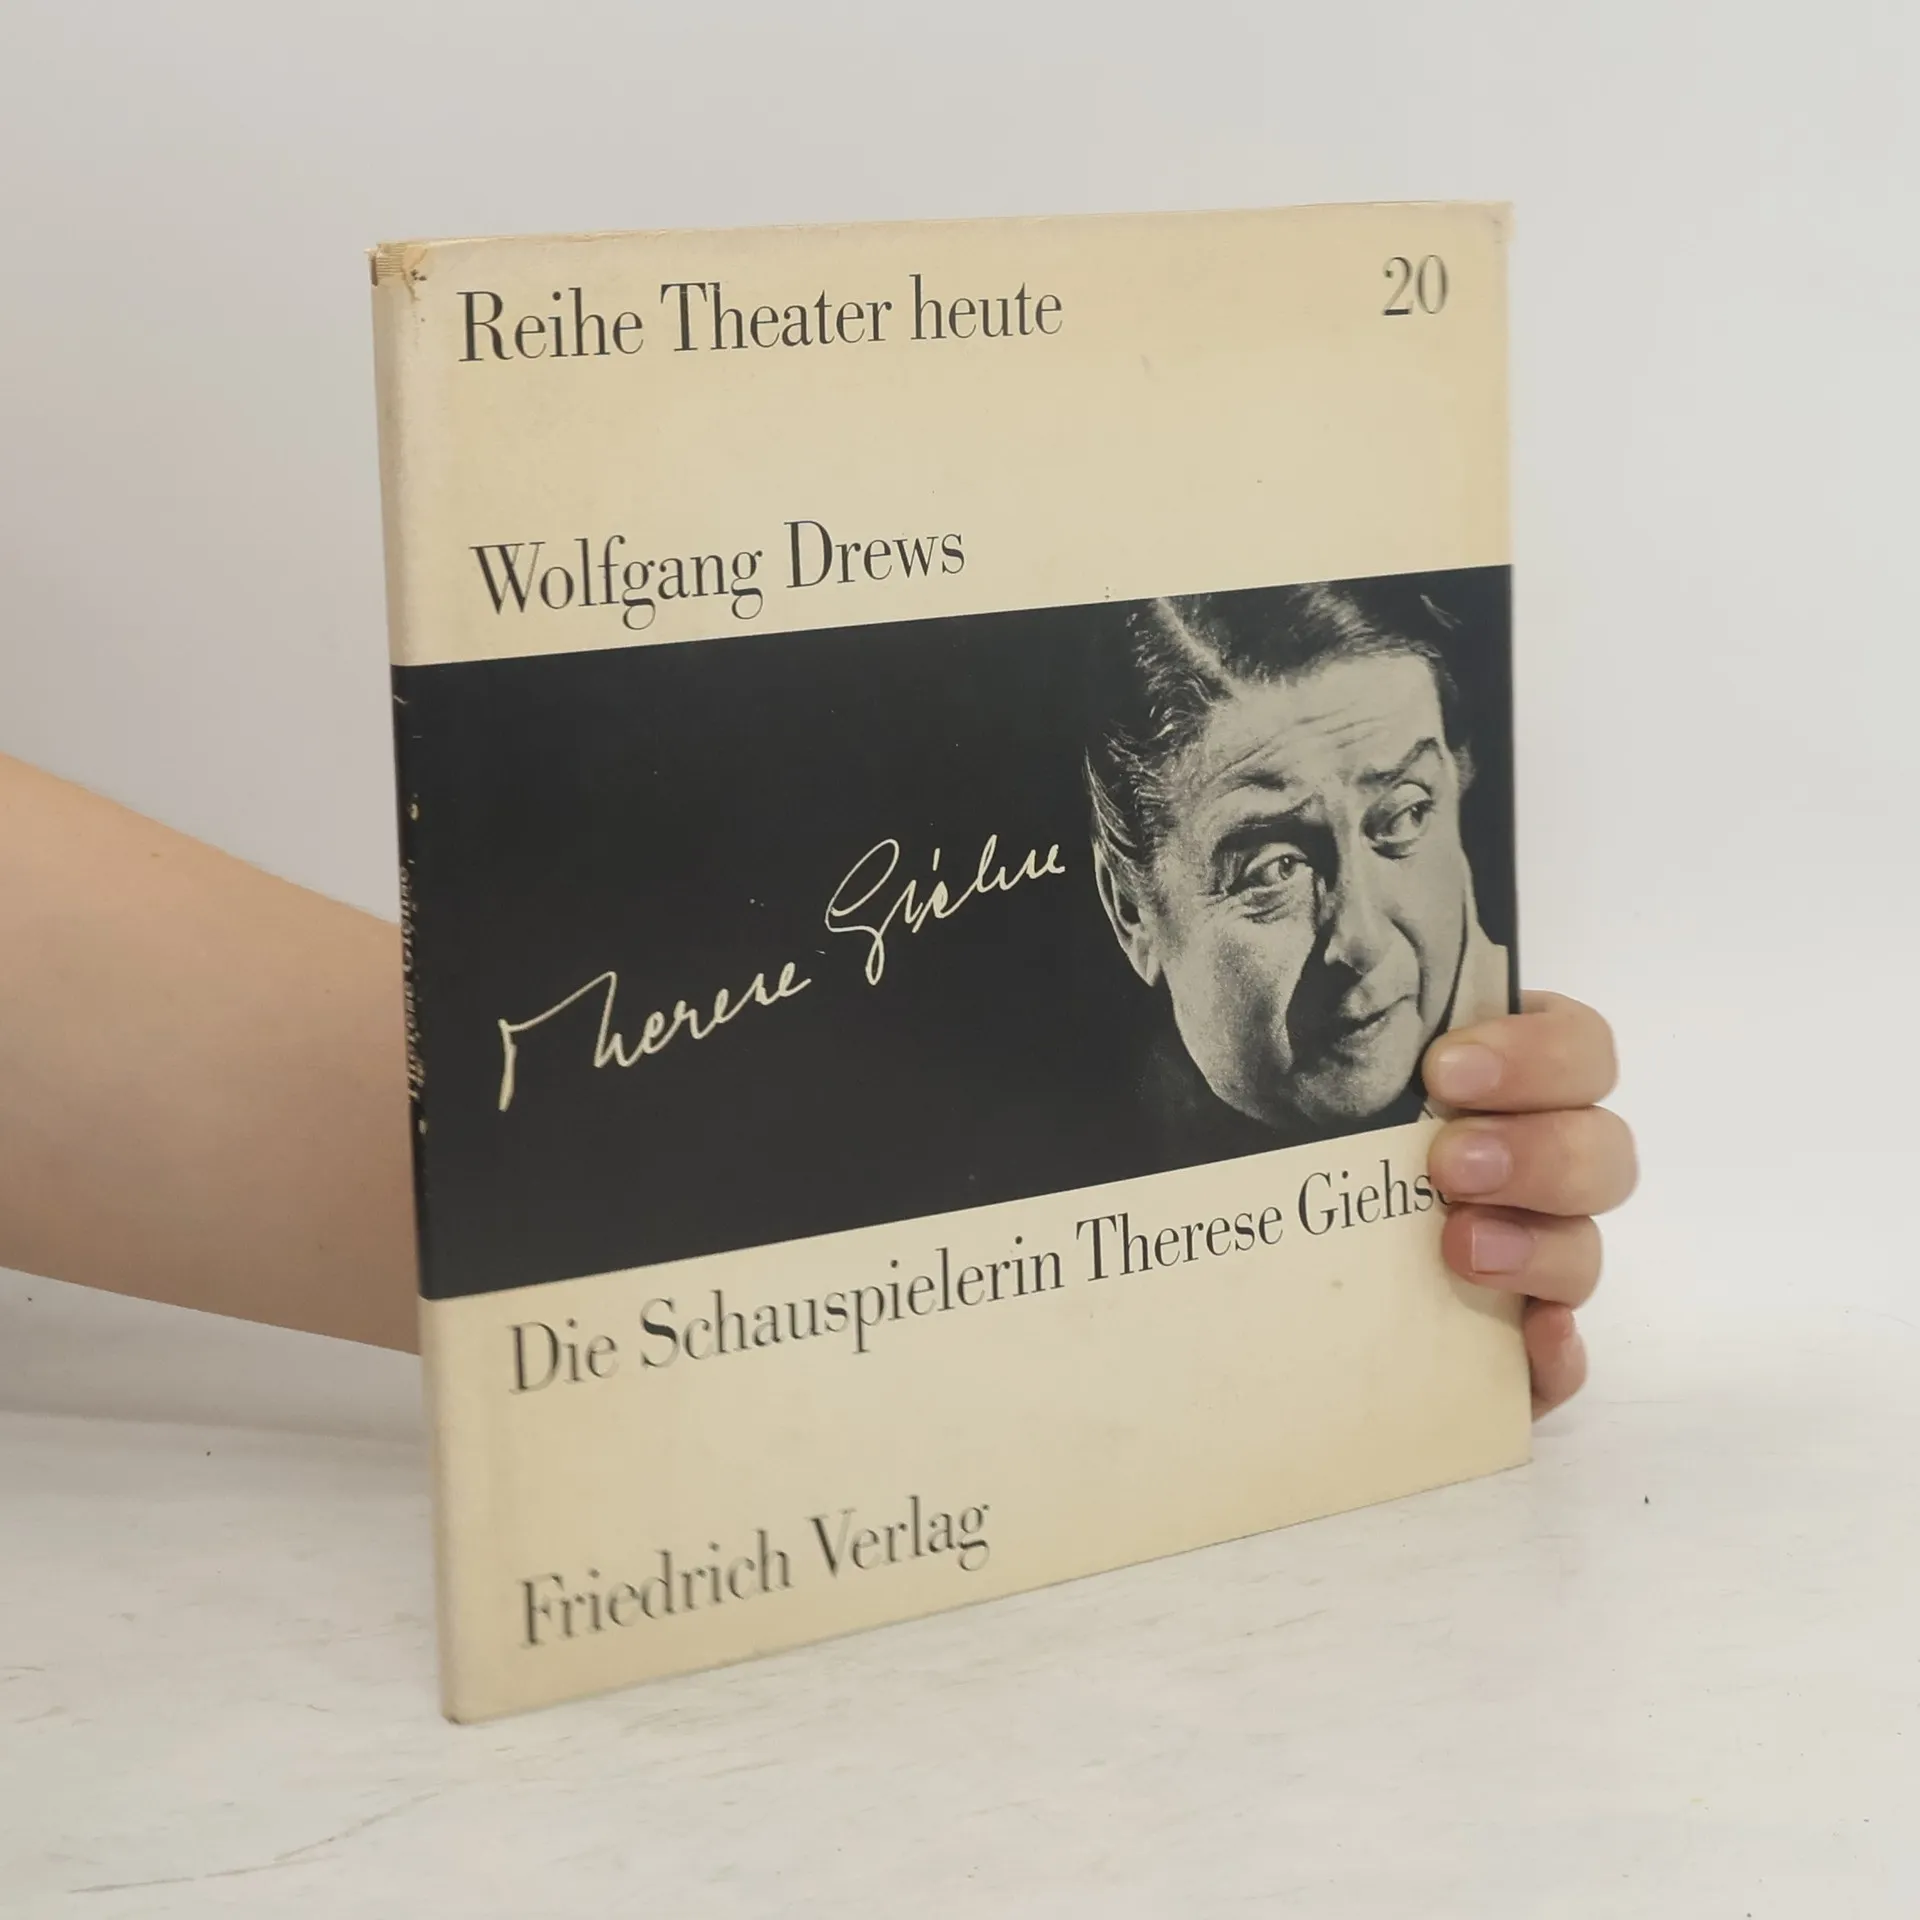 Reihe Theater heute 20
Wolfgang Drews
Therese Giehse
Die Schauspielerin Therese Giehs
Friedrich Verlag